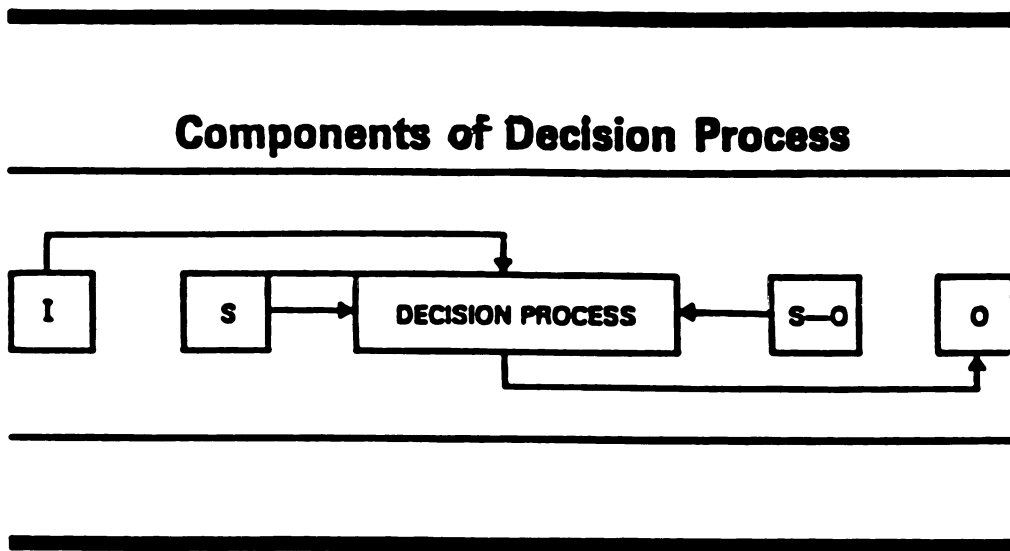 Components of Decision Process
I
S
DECISION PROCESS
S—O
O